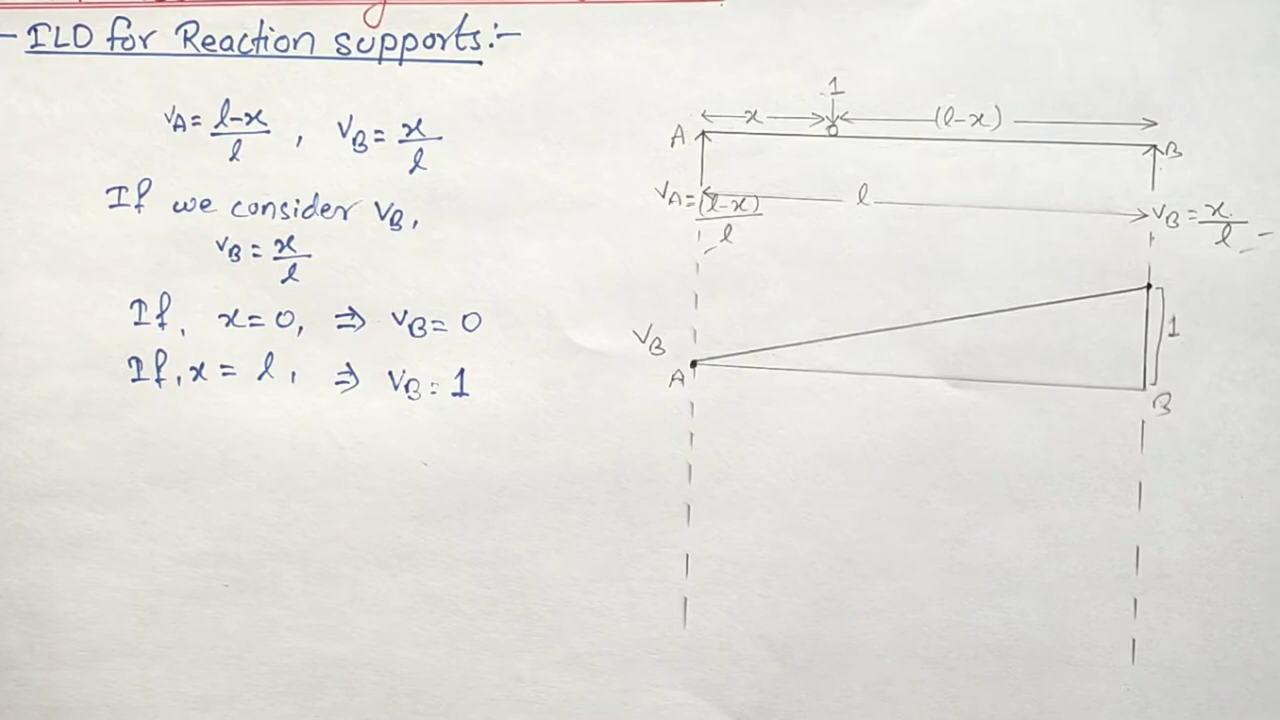 - ILD for Reaction supports:-
VA = l-x/l , VB = x/l
If we consider VB,
VB = x/l
If, x=0, ⇒ VB = 0
If, x = l, ⇒ VB = 1
1
x (l-x)
A B
VA = (l-x)/l l VB = x/l
VB 1
A B